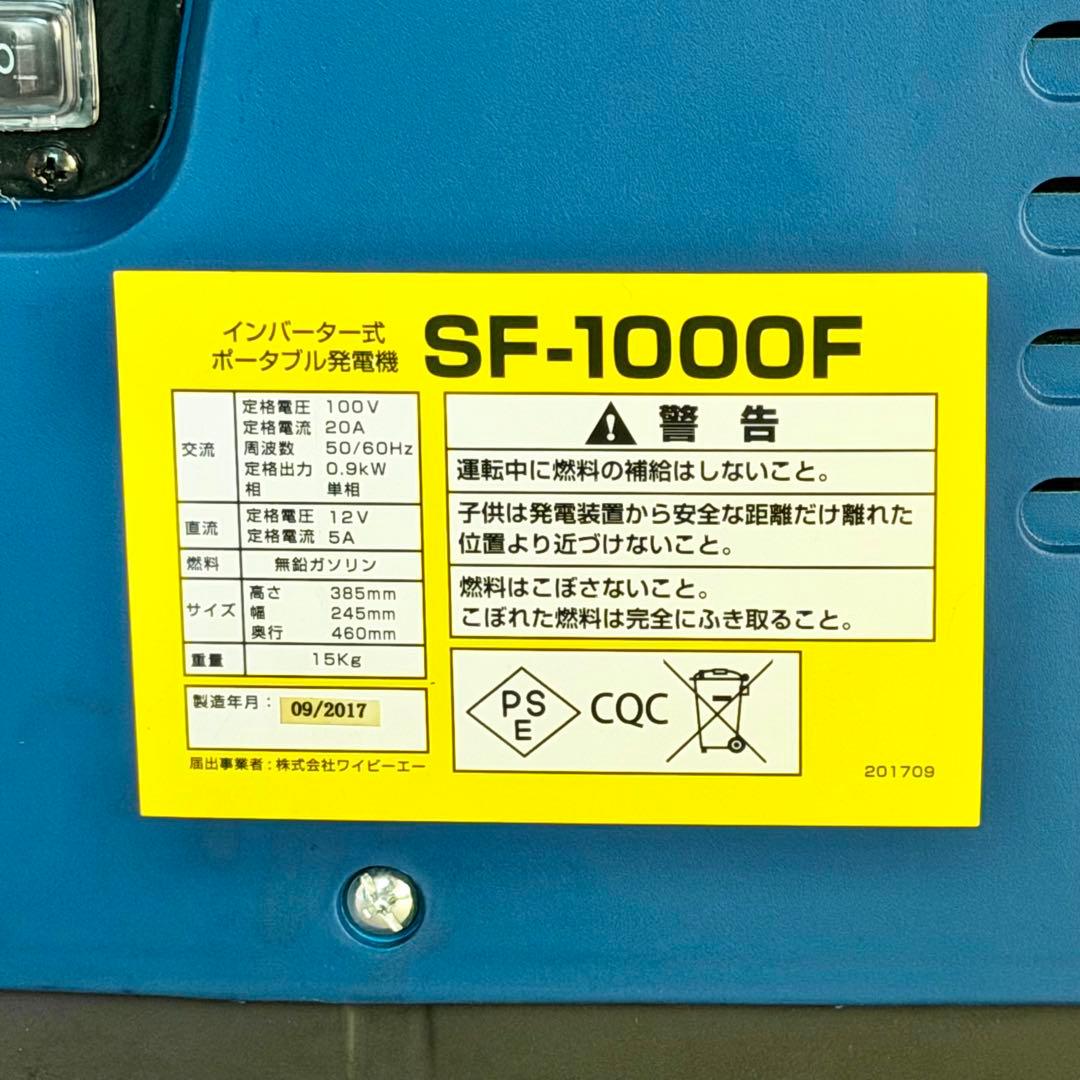 インバーター式
ポータブル発電機
SF-1000F
交流
定格電圧 100V
定格電流 20A
周波数 50/60Hz
定格出力 0.9kW
相 単相
直流
定格電圧 12V
定格電流 5A
燃料 無鉛ガソリン
サイズ
高さ 385mm
幅 245mm
奥行 460mm
重量 15Kg
製造年月: 09/2017
届出事業者:株式会社ワイビーエー
警告
運転中に燃料の補給はしないこと。
子供は発電装置から安全な距離だけ離れた
位置より近づけないこと。
燃料はこぼさないこと。
こぼれた燃料は完全にふき取ること。
PS
E
CQC
201709